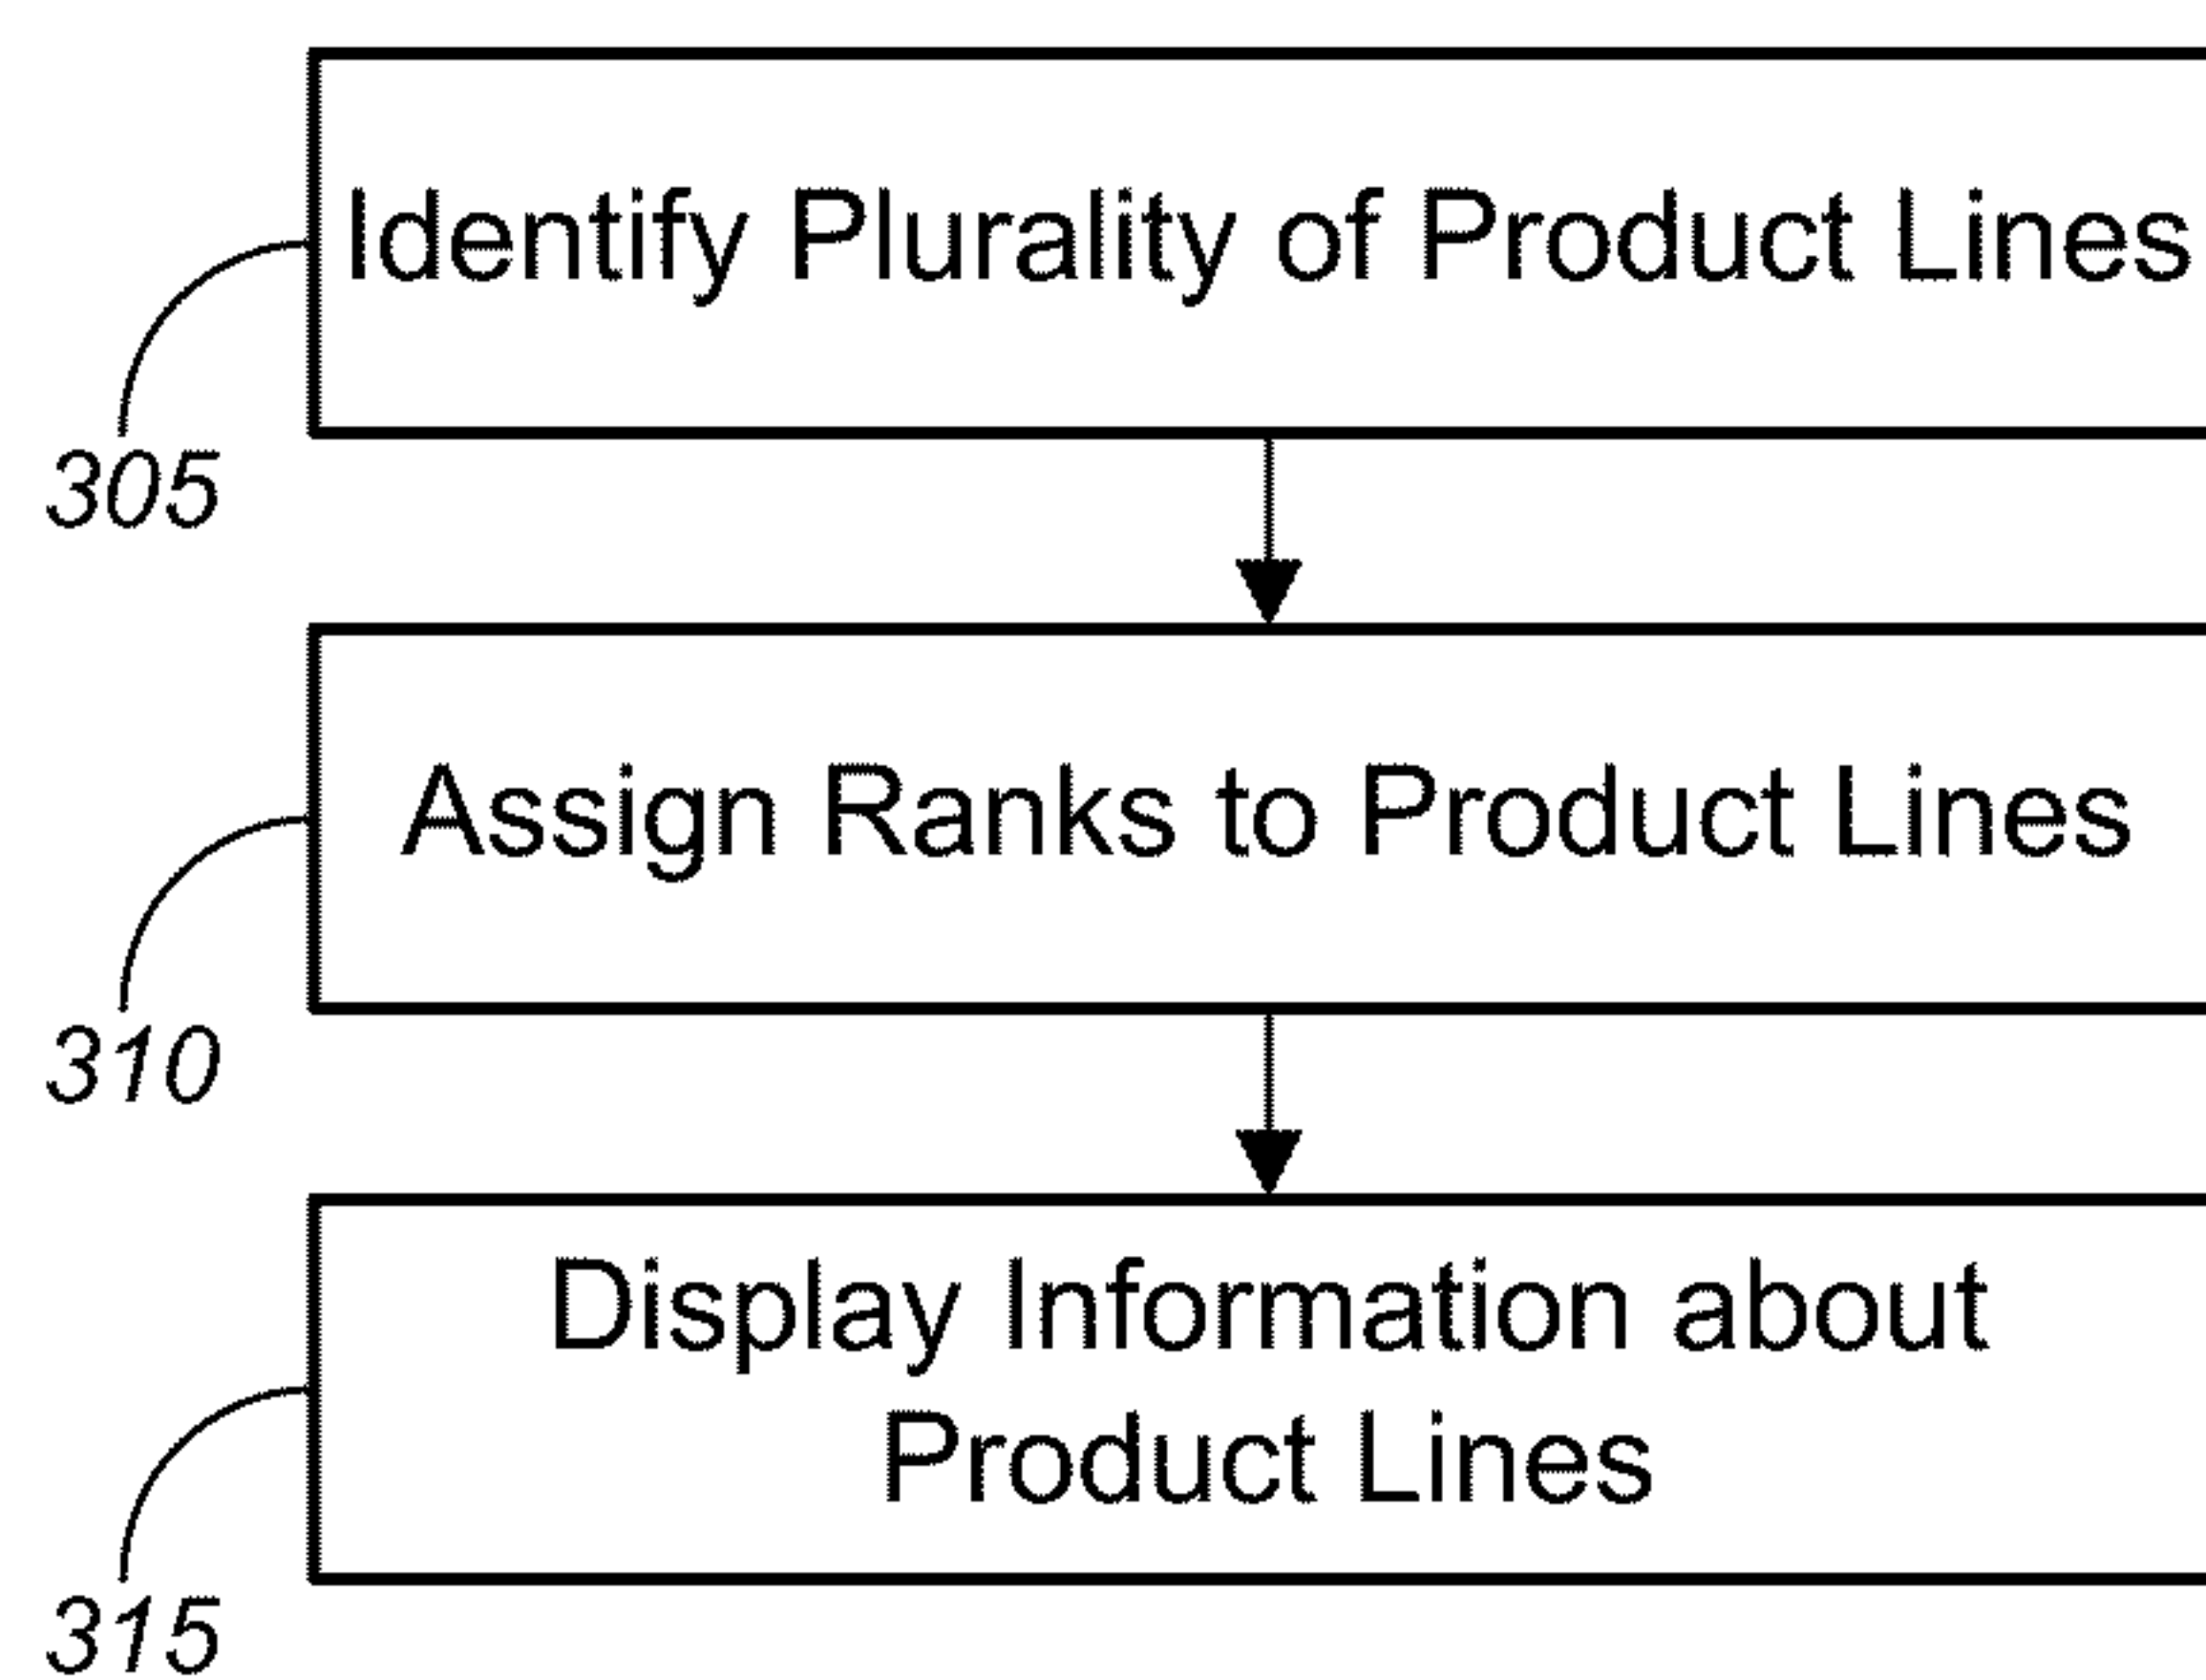 Identify Plurality of Product Lines
305
Assign Ranks to Product Lines
310
Display Information about
Product Lines
315